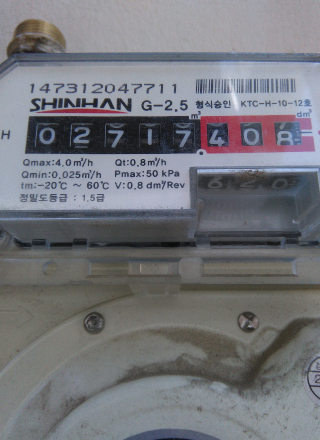 147312047711
SHINHAN G-2.5 형식승인 KTC-H-10-12호
m³ dm³
H 02717408
Qmax:4.0㎥/h Qt:0.8㎥/h
Qmin:0.025㎥/h Pmax:50 kPa
tm:-20℃ ~ 60℃ V:0.8 dm³/Rev
정밀도등급 : 1.5급
620